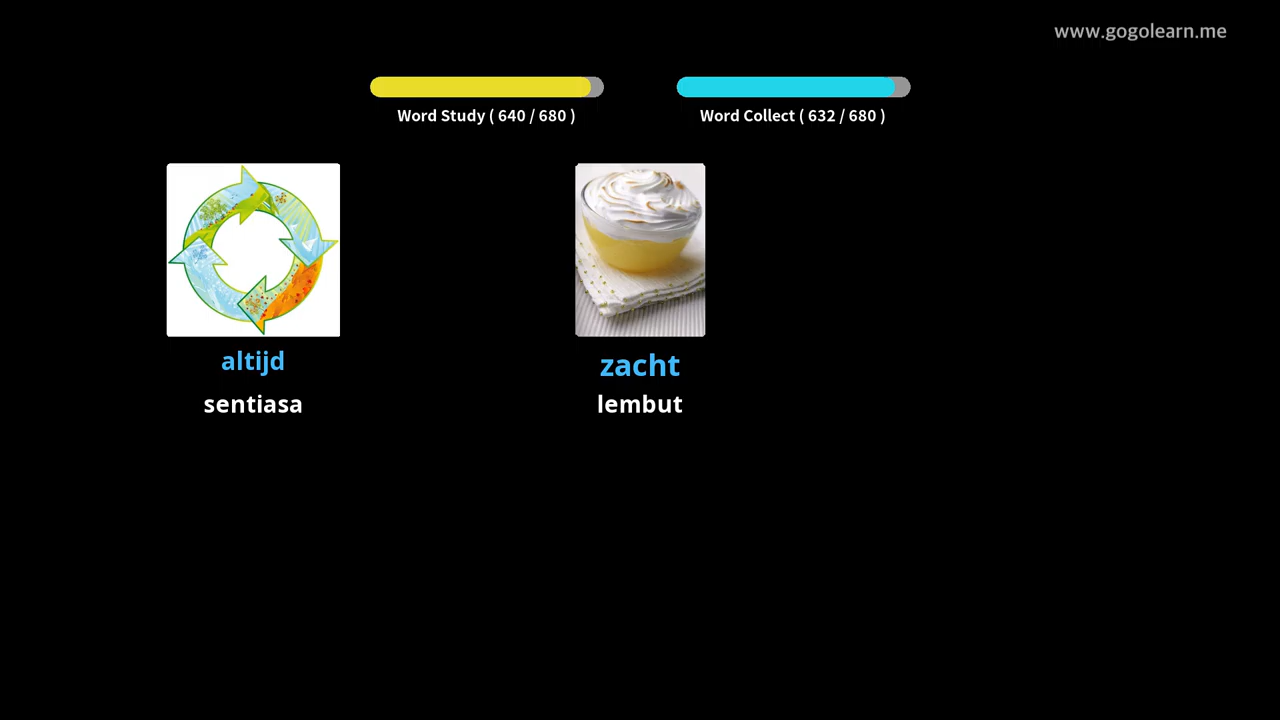 www.gogolearn.me
Word Study ( 640 / 680 )
Word Collect ( 632 / 680 )
altijd
sentiasa
zacht
lembut